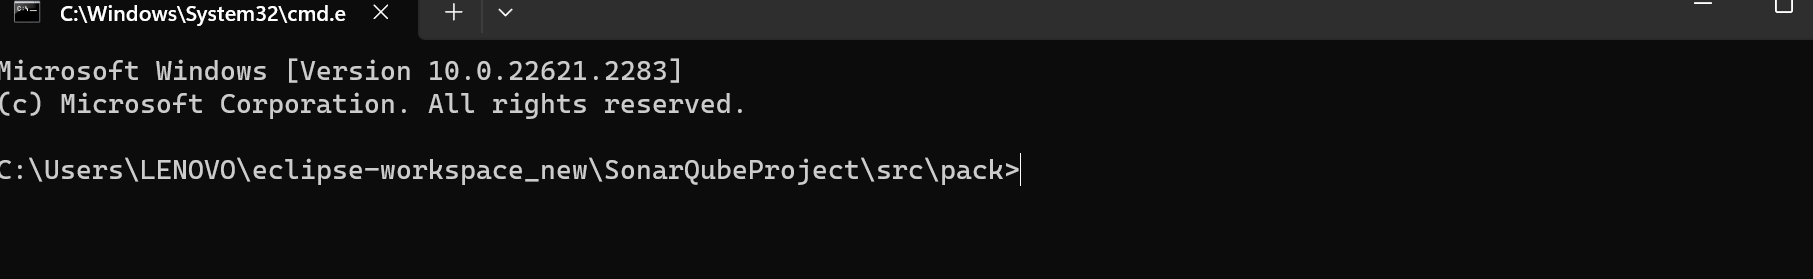 C:\Windows\System32\cmd.e
Microsoft Windows [Version 10.0.22621.2283]
(c) Microsoft Corporation. All rights reserved.
C:\Users\LENOVO\eclipse-workspace_new\SonarQubeProject\src\pack>